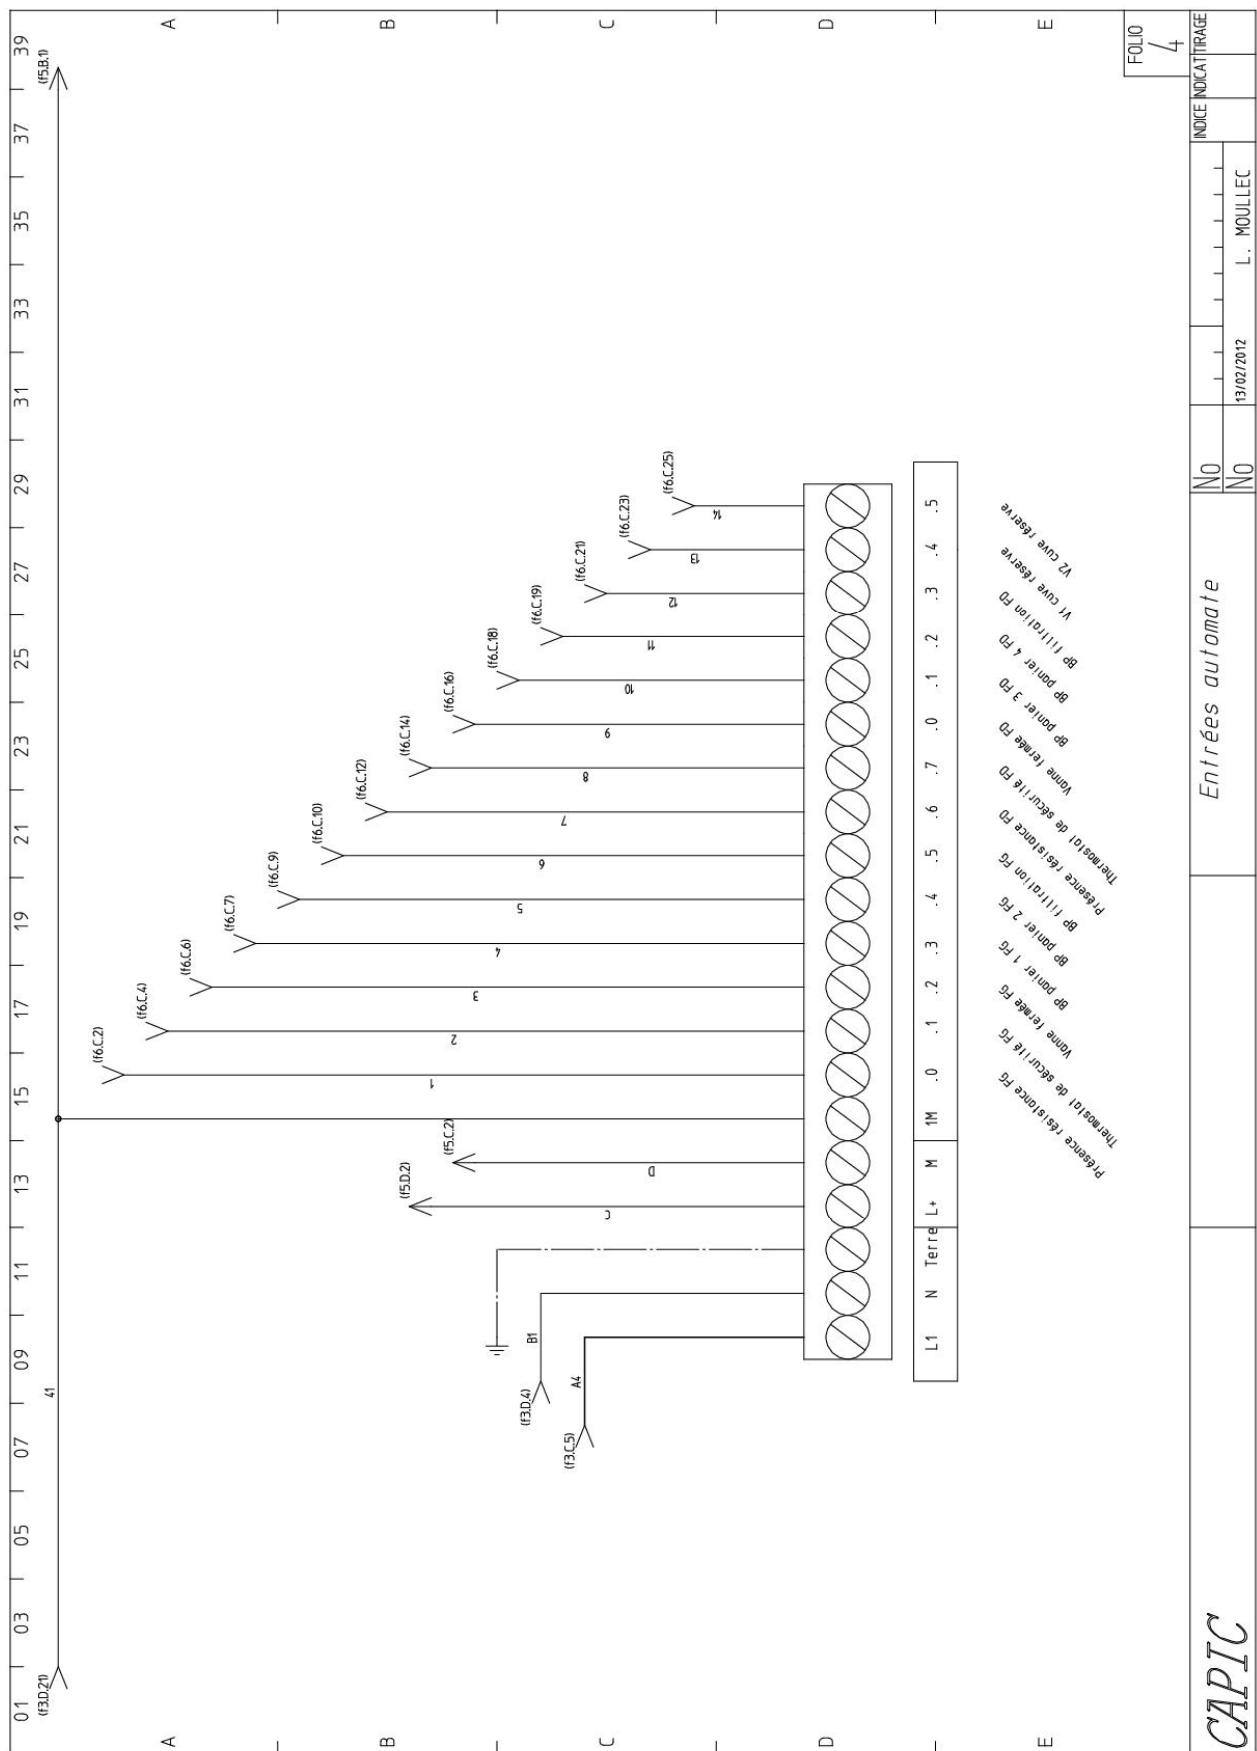 01 03 05 07 09 11 13 15 17 19 21 23 25 27 29 31 33 35 37 39
(f3.D.21)
41
(f5.B.1)
A
A
B
B
C
C
D
D
E
E
(f3.C.5)
A4
(f3.D.4)
B1
(f5.D.2)
C
(f5.C.2)
D
(f6.C.2)
1
(f6.C.4)
2
(f6.C.6)
3
(f6.C.7)
4
(f6.C.9)
5
(f6.C.10)
6
(f6.C.12)
7
(f6.C.14)
8
(f6.C.16)
9
(f6.C.18)
10
(f6.C.19)
11
(f6.C.21)
12
(f6.C.23)
13
(f6.C.25)
14
L1 N Terre L+ M 1M .0 .1 .2 .3 .4 .5 .6 .7 .0 .1 .2 .3 .4 .5
Présence résistance FG
Thermostat de sécurité FG
Vanne fermée FG
BP panier 1 FG
BP panier 2 FG
BP filtration FG
Présence résistance FD
Thermostat de sécurité FD
Vanne fermée FD
BP panier 3 FD
BP panier 4 FD
BP filtration FD
V1 cuve réserve
V2 cuve réserve
FOLIO
4
CAPIC
Entrées automate
NO
NO
13/02/2012
L. MOULLEC
INDICE
INDICAT
TIRAGE